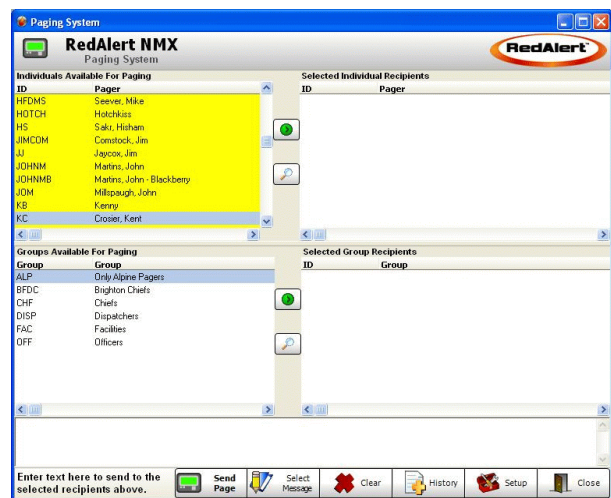 Paging System
RedAlert NMX
Paging System
RedAlert
Individuals Available For Paging
ID Pager
HFDMS Seever, Mike
HOTCH Hotchkiss
HS Sakr, Hisham
JIMCOM Comstock, Jim
JJ Jaycox, Jim
JOHNM Martins, John
JOHNMB Martins, John - Blackberry
JOM Millspaugh, John
KB Kenny
KC Crosier, Kent
Selected Individual Recipients
ID Pager
Groups Available For Paging
Group Group
ALP Only Alpine Pagers
BFDC Brighton Chiefs
CHF Chiefs
DISP Dispatchers
FAC Facilities
OFF Officers
Selected Group Recipients
ID Group
Enter text here to send to the
selected recipients above.
Send
Page
Select
Message
Clear
History
Setup
Close